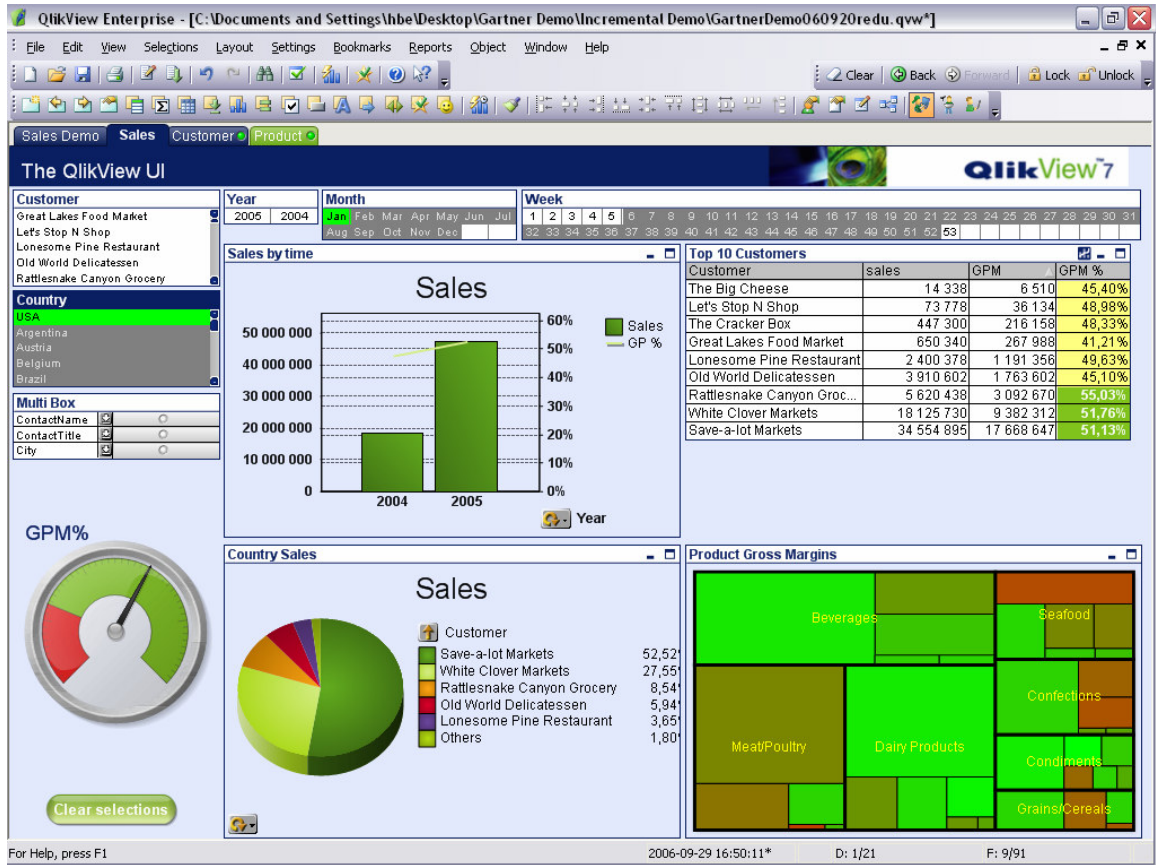 QlikView Enterprise - [C:\Documents and Settings\hbe\Desktop\Gartner Demo\Incremental Demo\GartnerDemo060920redu.qvw*]
File Edit View Selections Layout Settings Bookmarks Reports Object Window Help
Clear Back Forward Lock Unlock
Sales Demo Sales Customer Product
The QlikView UI
QlikView 7
Customer
Great Lakes Food Market
Let's Stop N Shop
Lonesome Pine Restaurant
Old World Delicatessen
Rattlesnake Canyon Grocery
Year
2005 2004
Month
Jan Feb Mar Apr May Jun Jul
Aug Sep Oct Nov Dec
Week
1 2 3 4 5 6 7 8 9 10 11 12 13 14 15 16 17 18 19 20 21 22 23 24 25 26 27 28 29 30 31
32 33 34 35 36 37 38 39 40 41 42 43 44 45 46 47 48 49 50 51 52 53
Country
USA
Argentina
Austria
Belgium
Brazil
Multi Box
ContactName
ContactTitle
City
GPM%
Clear selections
Sales by time
Sales
50 000 000
40 000 000
30 000 000
20 000 000
10 000 000
0
60%
50%
40%
30%
20%
10%
0%
2004 2005
Year
Sales
GP %
Top 10 Customers
Customer sales GPM GPM %
The Big Cheese 14 338 6 510 45,40%
Let's Stop N Shop 73 778 36 134 48,98%
The Cracker Box 447 300 216 158 48,33%
Great Lakes Food Market 650 340 267 988 41,21%
Lonesome Pine Restaurant 2 400 378 1 191 356 49,63%
Old World Delicatessen 3 910 602 1 763 602 45,10%
Rattlesnake Canyon Groc... 5 620 438 3 092 670 55,03%
White Clover Markets 18 125 730 9 382 312 51,76%
Save-a-lot Markets 34 554 895 17 668 647 51,13%
Country Sales
Sales
Customer
Save-a-lot Markets 52,52
White Clover Markets 27,55
Rattlesnake Canyon Grocery 8,54
Old World Delicatessen 5,94
Lonesome Pine Restaurant 3,65
Others 1,80
Product Gross Margins
Beverages
Seafood
Confections
Meat/Poultry
Dairy Products
Condiments
Grains/Cereals
For Help, press F1
2006-09-29 16:50:11*
D: 1/21
F: 9/91